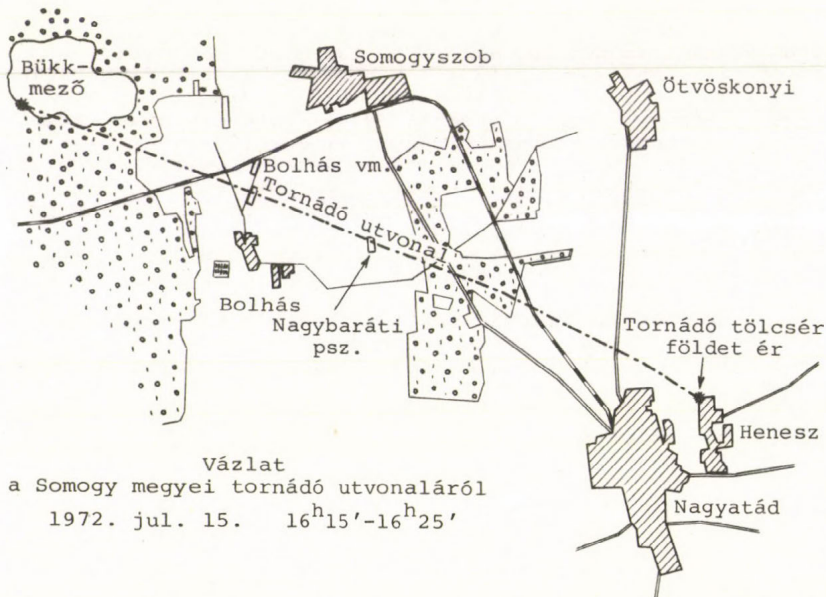 Somogyszob
Bükk-
mező
Ötvöskonyi
Bolhás vm.
Tornádó utvonal
Bolhás
Nagybaráti
psz.
Tornádó tölcsér
földet ér
Henesz
Nagyatád
Vázlat
a Somogy megyei tornádó utvonaláról
1972. jul. 15. 16h15′-16h25′